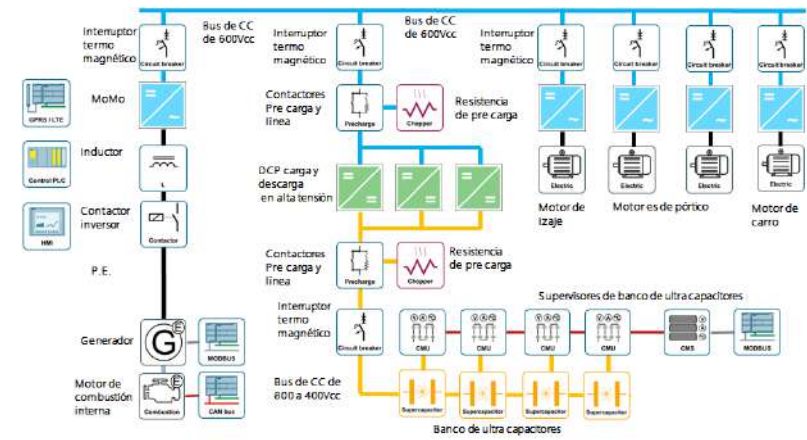 Bus de CC
de 600Vcc
Bus de CC
de 600Vcc
Interruptor
termo
magnético
Circuit breaker
Interruptor
termo
magnético
Circuit breaker
Interruptor
termo
magnético
Circuit breaker
Circuit breaker
Circuit breaker
Circuit breaker
GPRS / LTE
MoMo
Contactores
Pre carga y
línea
Precharge
Chopper
Resistencia
de pre carga
Control PLC
Inductor
L
DCP carga y
descarga
en alta tensión
Electric
Electric
Electric
Electric
Motor de
izaje
Motores de pórtico
Motor de
carro
HMI
Contactor
inversor
Contactor
P.E.
Contactores
Pre carga y
línea
Precharge
Chopper
Resistencia
de pre carga
Supervisores de banco de ultra capacitores
Interruptor
termo
magnético
Circuit breaker
CMU
CMU
CMU
CMU
CMS
MODBUS
Generador
G
E
MODBUS
Motor de
combustión
interna
E
Combustion
CAN bus
Bus de CC de
800 a 400Vcc
Supercapacitor
Supercapacitor
Supercapacitor
Supercapacitor
Banco de ultra capacitores